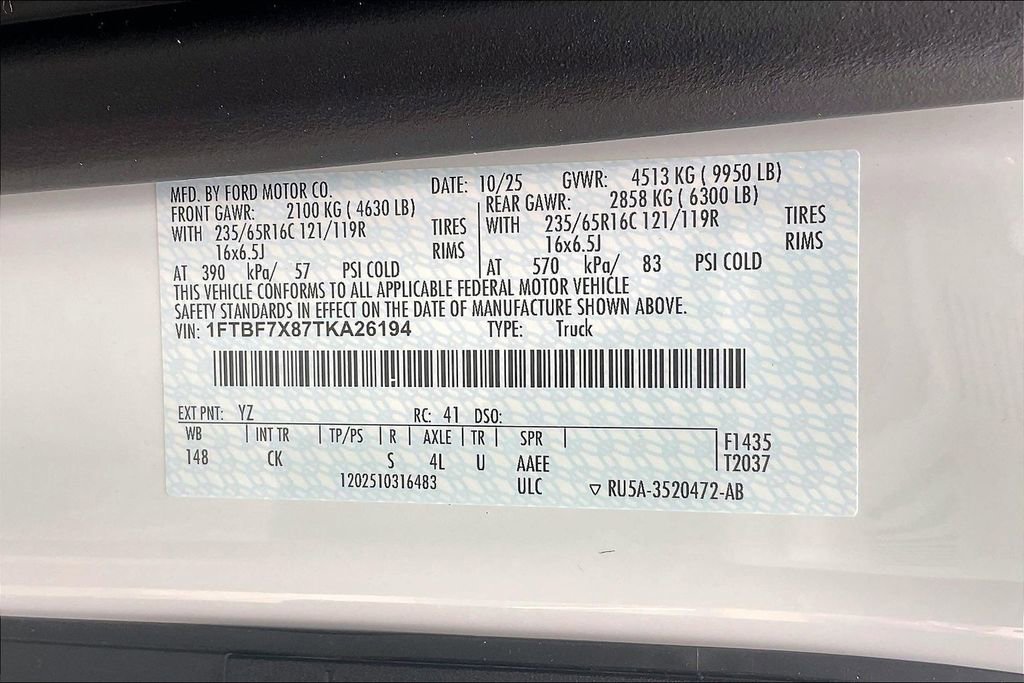 MFD. BY FORD MOTOR CO. DATE: 10/25 GVWR: 4513 KG ( 9950 LB)
FRONT GAWR: 2100 KG ( 4630 LB) REAR GAWR: 2858 KG ( 6300 LB)
WITH 235/65R16C 121/119R TIRES WITH 235/65R16C 121/119R TIRES
16x6.5J RIMS 16x6.5J RIMS
AT 390 kPa/ 57 PSI COLD AT 570 kPa/ 83 PSI COLD
THIS VEHICLE CONFORMS TO ALL APPLICABLE FEDERAL MOTOR VEHICLE
SAFETY STANDARDS IN EFFECT ON THE DATE OF MANUFACTURE SHOWN ABOVE.
VIN: 1FTBF7X87TKA26194 TYPE: Truck
EXT PNT: YZ RC: 41 DSO:
WB INT TR TP/PS R AXLE TR SPR F1435
148 CK S 4L U AAEE T2037
1202510316483 ULC ▽ RU5A-3520472-AB